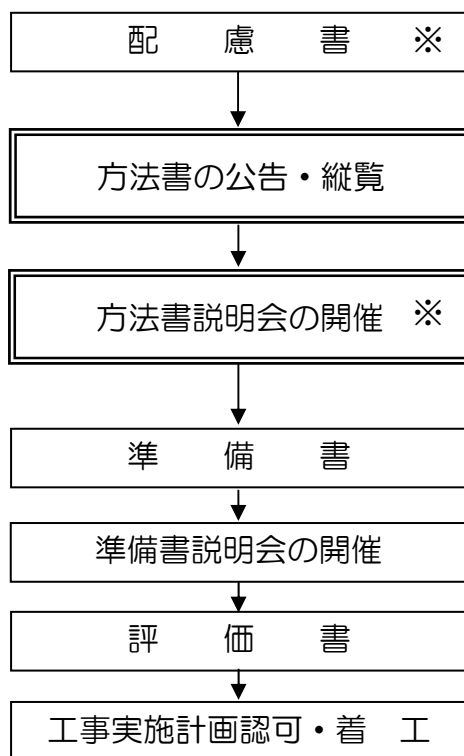 配 慮 書 ※
方法書の公告・縦覧
方法書説明会の開催 ※
準 備 書
準備書説明会の開催
評 価 書
工事実施計画認可・着 工